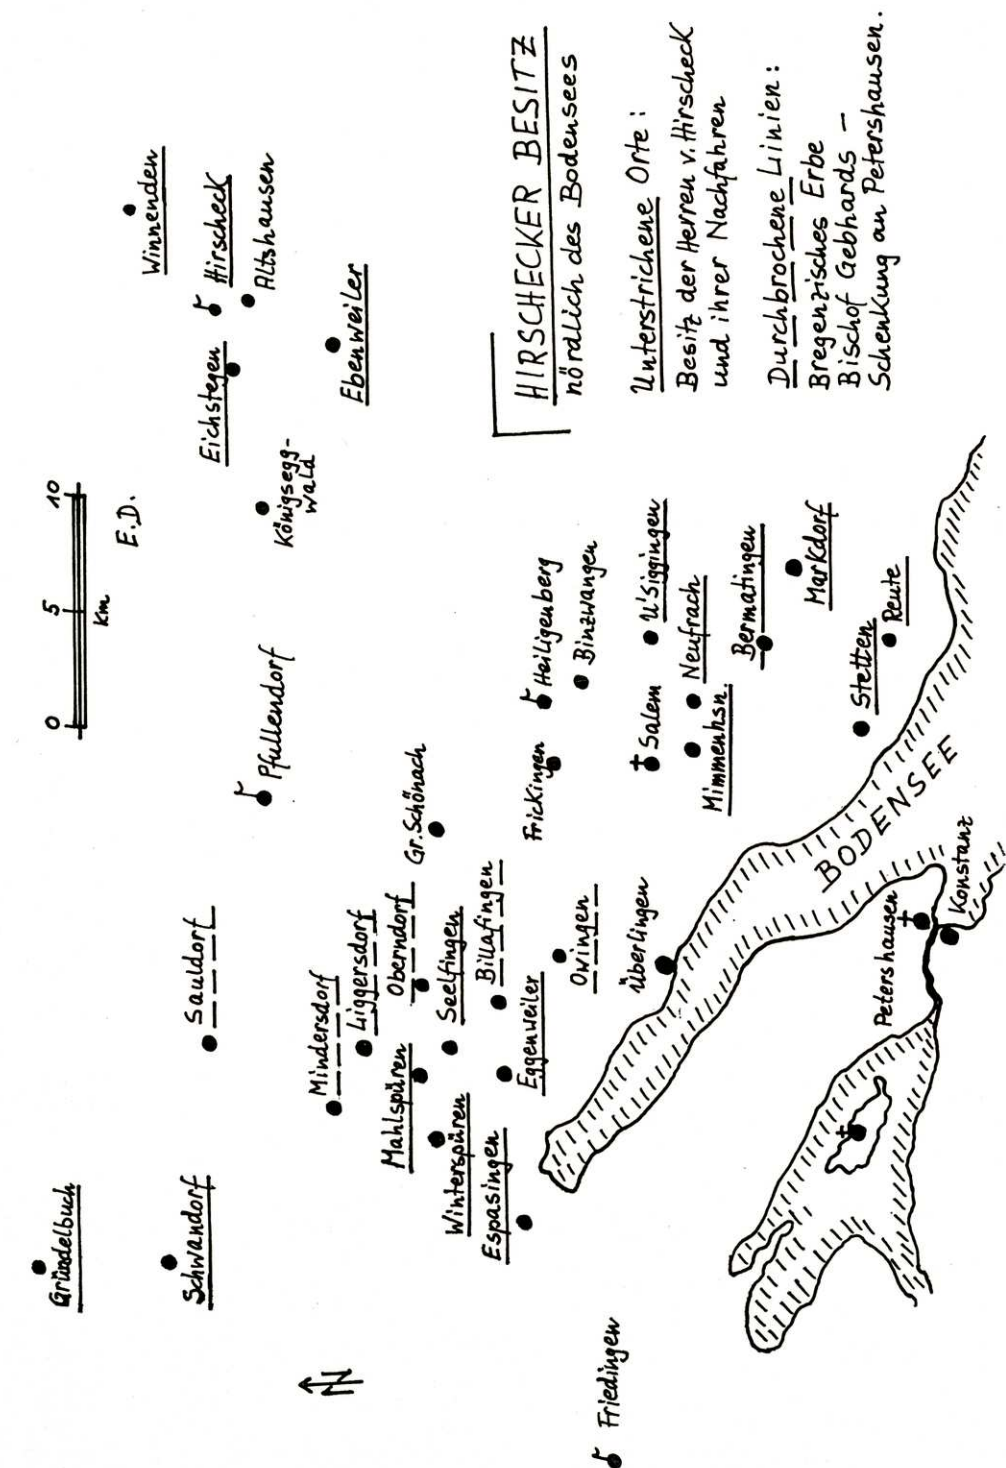 HIRSCHECKER BESITZ
nördlich des Bodensees
Unterstrichene Orte:
Besitz der Herren v. Hirscheck
und ihrer Nachfahren
Durchbrochene Linien:
Bregenzisches Erbe
Bischof Gebhards –
Schenkung an Petershausen.
0 5 10
km
E.D.
N
Gründelbuch
Schwandorf
Sauldorf
Winnenden
Hirscheck
Altshausen
Eichstegen
Ebenweiler
Königsegg-
wald
Pfullendorf
Mindersdorf
Liggersdorf
Oberndorf
Gr. Schönach
Mahlspüren
Seelfingen
Winterspüren
Billafingen
Espasingen
Eggenweiler
Owingen
Frickingen
Heiligenberg
Binzwangen
Friedingen
Überlingen
Salem
U'Siggingen
Neufrach
Mimmenhsn.
Bermatingen
Markdorf
Stetten
Reute
BODENSEE
Petershausen
Konstanz